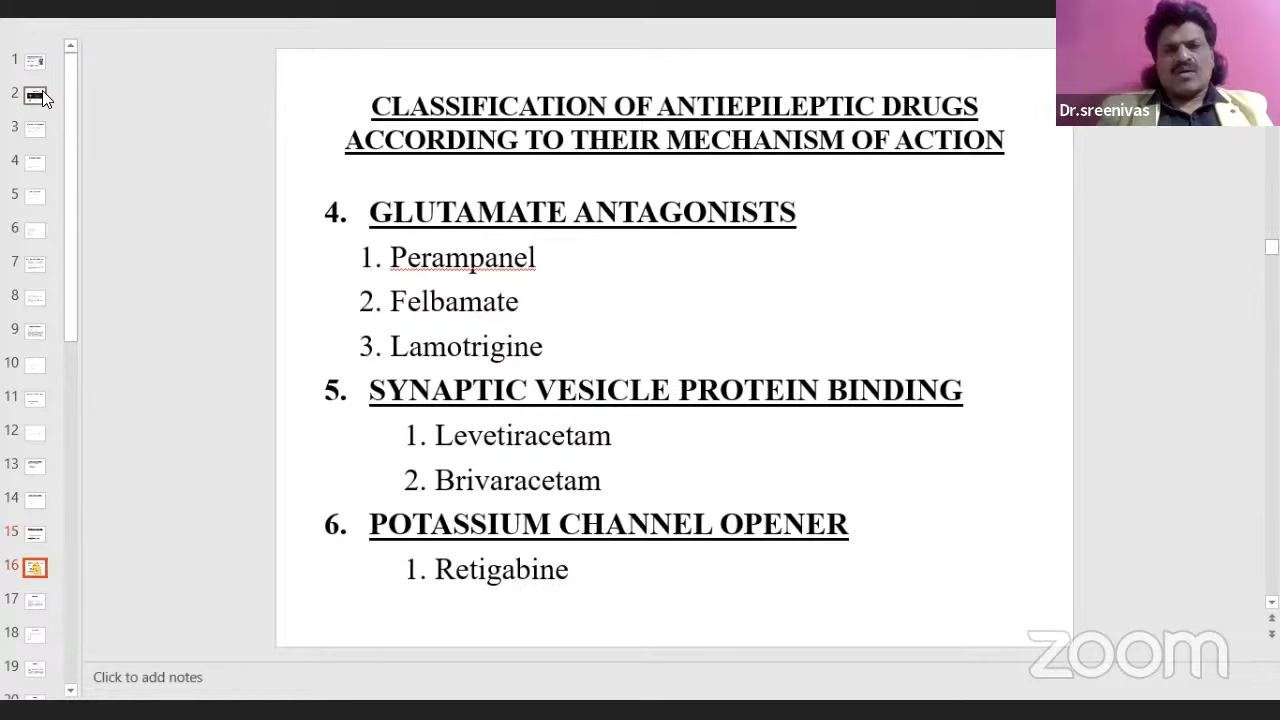 CLASSIFICATION OF ANTIEPILEPTIC DRUGS
ACCORDING TO THEIR MECHANISM OF ACTION
4. GLUTAMATE ANTAGONISTS
1. Perampanel
2. Felbamate
3. Lamotrigine
5. SYNAPTIC VESICLE PROTEIN BINDING
1. Levetiracetam
2. Brivaracetam
6. POTASSIUM CHANNEL OPENER
1. Retigabine
Dr.sreenivas
1
2
3
4
5
6
7
8
9
10
11
12
13
14
15
16
17
18
19
Click to add notes
zoom